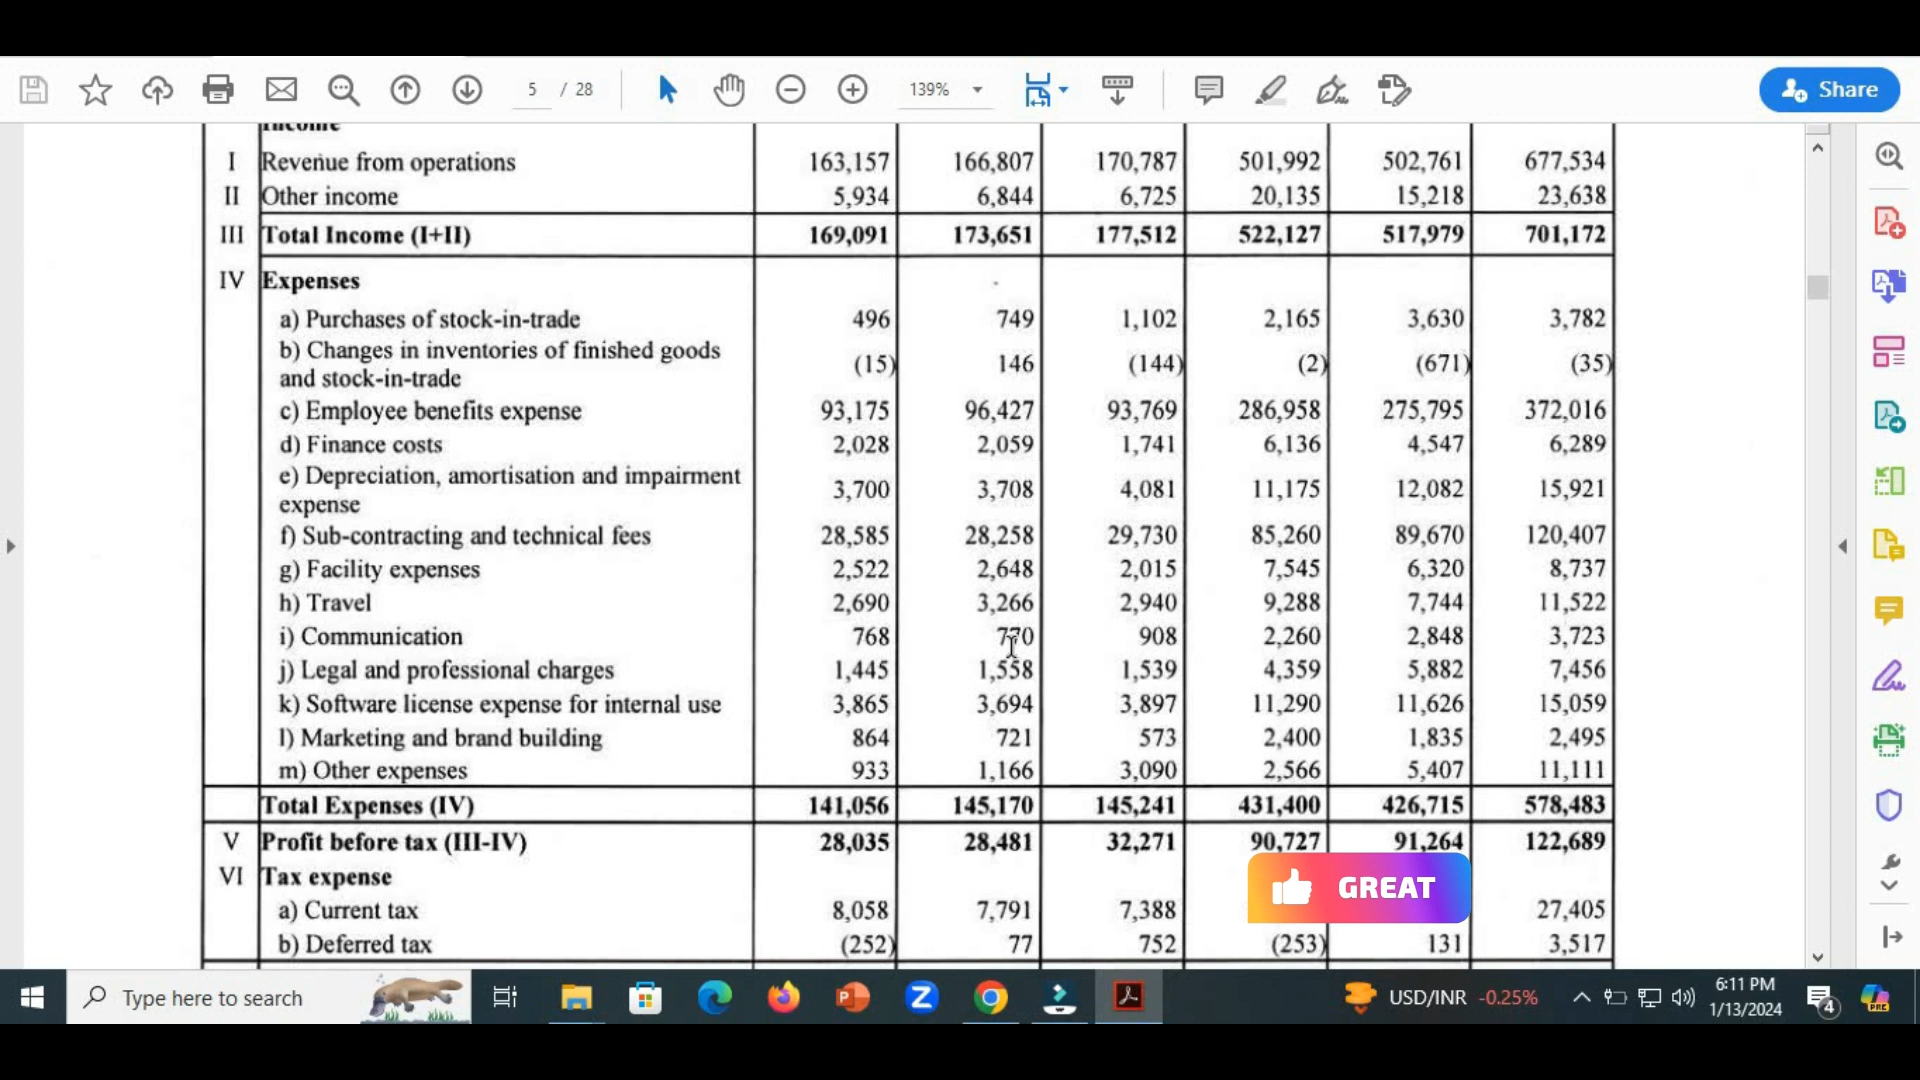 5 / 28 139% Share
Income
I Revenue from operations 163,157 166,807 170,787 501,992 502,761 677,534
II Other income 5,934 6,844 6,725 20,135 15,218 23,638
III Total Income (I+II) 169,091 173,651 177,512 522,127 517,979 701,172
IV Expenses
a) Purchases of stock-in-trade 496 749 1,102 2,165 3,630 3,782
b) Changes in inventories of finished goods
and stock-in-trade (15) 146 (144) (2) (671) (35)
c) Employee benefits expense 93,175 96,427 93,769 286,958 275,795 372,016
d) Finance costs 2,028 2,059 1,741 6,136 4,547 6,289
e) Depreciation, amortisation and impairment
expense 3,700 3,708 4,081 11,175 12,082 15,921
f) Sub-contracting and technical fees 28,585 28,258 29,730 85,260 89,670 120,407
g) Facility expenses 2,522 2,648 2,015 7,545 6,320 8,737
h) Travel 2,690 3,266 2,940 9,288 7,744 11,522
i) Communication 768 770 908 2,260 2,848 3,723
j) Legal and professional charges 1,445 1,558 1,539 4,359 5,882 7,456
k) Software license expense for internal use 3,865 3,694 3,897 11,290 11,626 15,059
l) Marketing and brand building 864 721 573 2,400 1,835 2,495
m) Other expenses 933 1,166 3,090 2,566 5,407 11,111
Total Expenses (IV) 141,056 145,170 145,241 431,400 426,715 578,483
V Profit before tax (III-IV) 28,035 28,481 32,271 90,727 91,264 122,689
VI Tax expense
GREAT
a) Current tax 8,058 7,791 7,388 27,405
b) Deferred tax (252) 77 752 (253) 131 3,517
Type here to search
USD/INR -0.25%
6:11 PM
1/13/2024
4
PRE